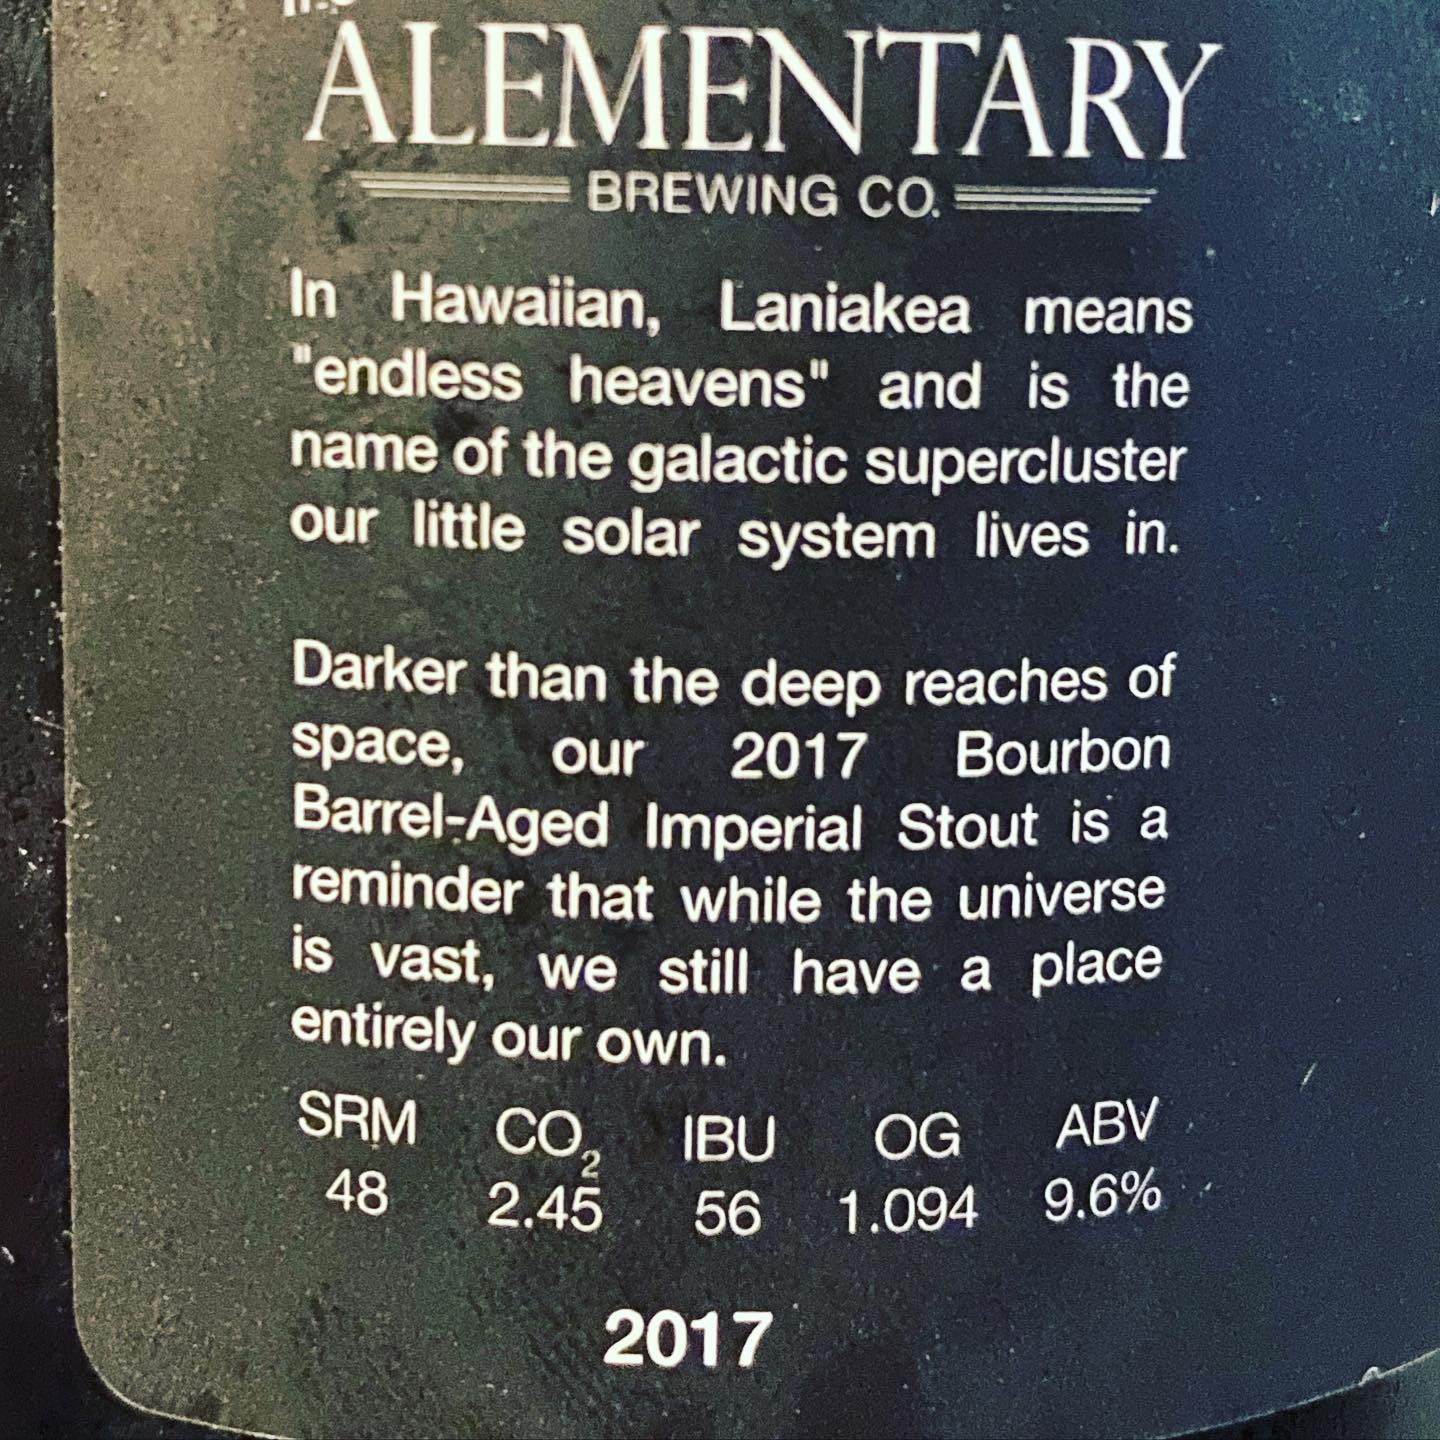 The
ALEMENTARY
BREWING CO.
In Hawaiian, Laniakea means
"endless heavens" and is the
name of the galactic supercluster
our little solar system lives in.
Darker than the deep reaches of
space, our 2017 Bourbon
Barrel-Aged Imperial Stout is a
reminder that while the universe
is vast, we still have a place
entirely our own.
SRM CO₂ IBU OG ABV
48 2.45 56 1.094 9.6%
2017